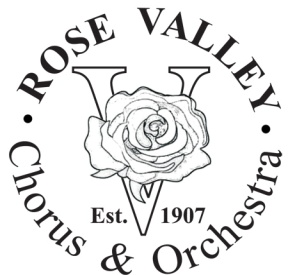 · ROSE VALLEY ·
V
Est. 1907
Chorus & Orchestra